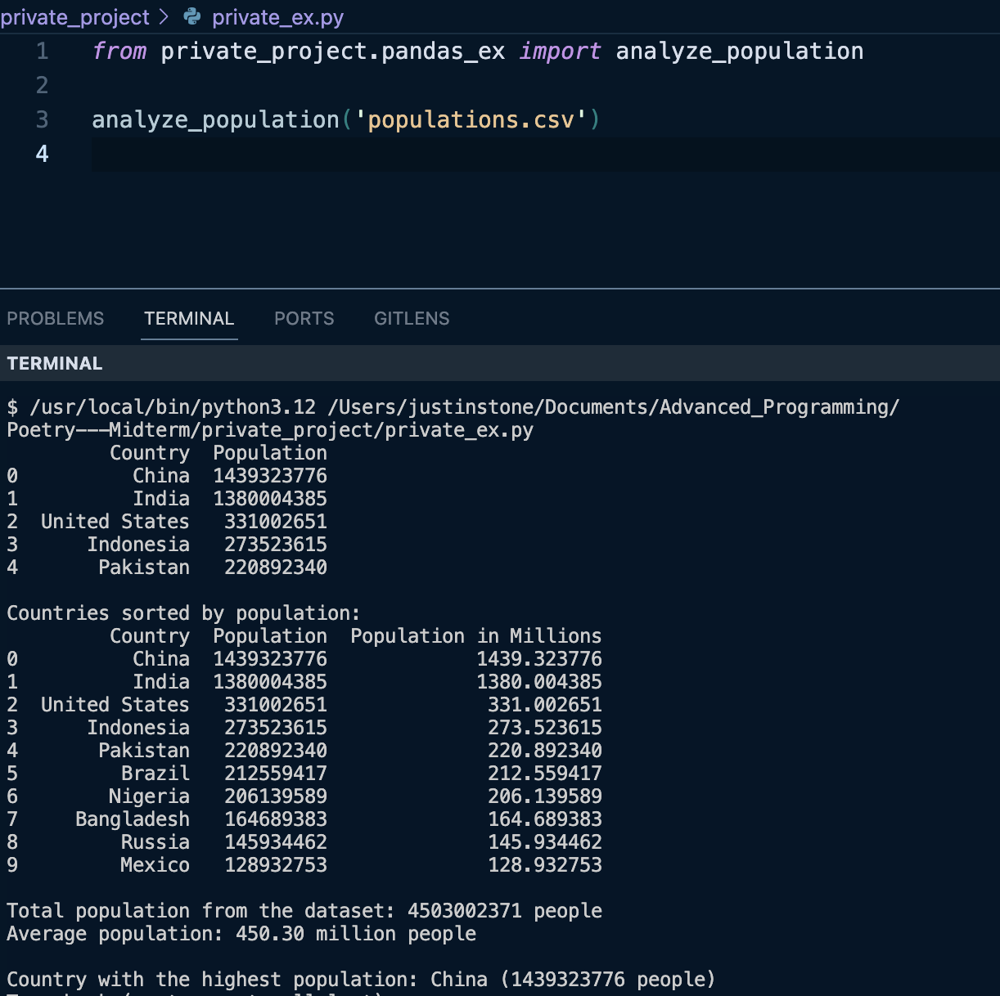 private_project > private_ex.py
1 from private_project.pandas_ex import analyze_population
2
3 analyze_population('populations.csv')
4
PROBLEMS TERMINAL PORTS GITLENS
TERMINAL
$ /usr/local/bin/python3.12 /Users/justinstone/Documents/Advanced_Programming/
Poetry---Midterm/private_project/private_ex.py
Country Population
0 China 1439323776
1 India 1380004385
2 United States 331002651
3 Indonesia 273523615
4 Pakistan 220892340
Countries sorted by population:
Country Population Population in Millions
0 China 1439323776 1439.323776
1 India 1380004385 1380.004385
2 United States 331002651 331.002651
3 Indonesia 273523615 273.523615
4 Pakistan 220892340 220.892340
5 Brazil 212559417 212.559417
6 Nigeria 206139589 206.139589
7 Bangladesh 164689383 164.689383
8 Russia 145934462 145.934462
9 Mexico 128932753 128.932753
Total population from the dataset: 4503002371 people
Average population: 450.30 million people
Country with the highest population: China (1439323776 people)